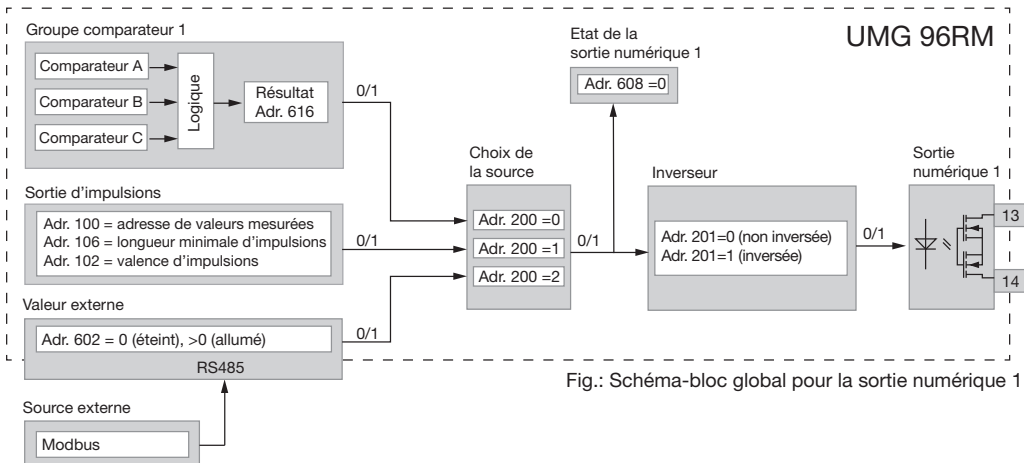 UMG 96RM
Groupe comparateur 1
Comparateur A
Comparateur B
Comparateur C
Logique
Résultat
Adr. 616
0/1
Sortie d'impulsions
Adr. 100 = adresse de valeurs mesurées
Adr. 106 = longueur minimale d'impulsions
Adr. 102 = valence d'impulsions
0/1
Valeur externe
Adr. 602 = 0 (éteint), >0 (allumé)
RS485
0/1
Source externe
Modbus
Choix de
la source
Adr. 200 =0
Adr. 200 =1
Adr. 200 =2
0/1
Etat de la
sortie numérique 1
Adr. 608 =0
Inverseur
Adr. 201=0 (non inversée)
Adr. 201=1 (inversée)
0/1
Sortie
numérique 1
13
14
Fig.: Schéma-bloc global pour la sortie numérique 1